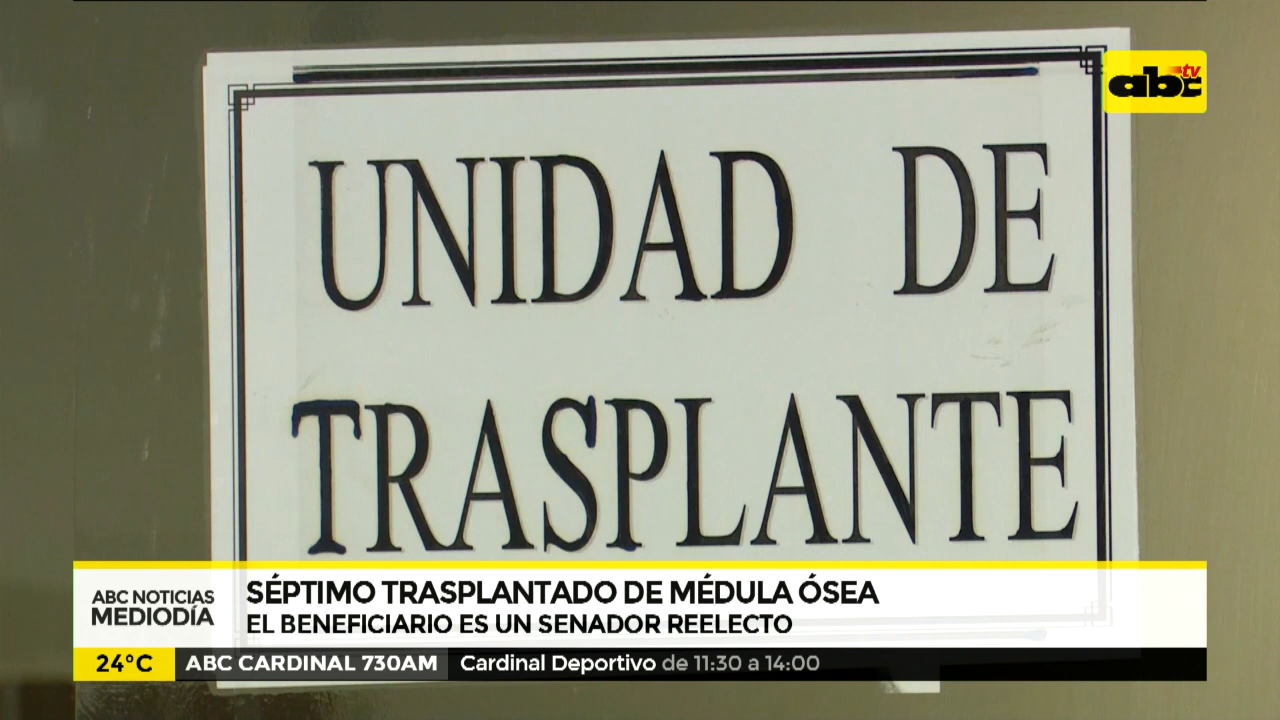 abc tv
UNIDAD DE
TRASPLANTE
ABC NOTICIAS
MEDIODÍA
SÉPTIMO TRASPLANTADO DE MÉDULA ÓSEA
EL BENEFICIARIO ES UN SENADOR REELECTO
24°C
ABC CARDINAL 730AM
Cardinal Deportivo de 11:30 a 14:00